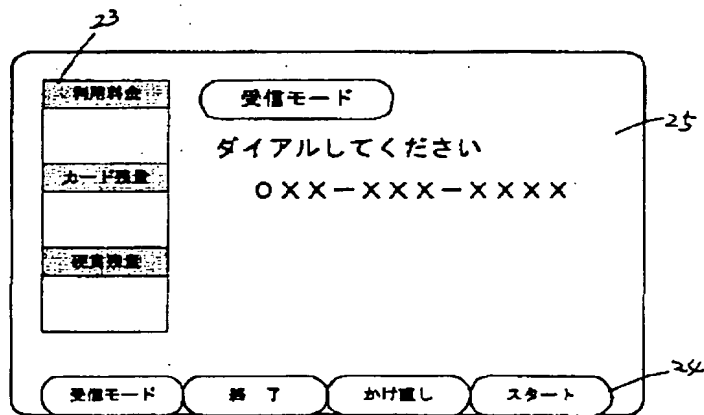 23
利用料金
受信モード
25
ダイアルしてください
カード残量
0XX-XXX-XXXX
硬貨残量
受信モード
終 了
かけ直し
スタート
24